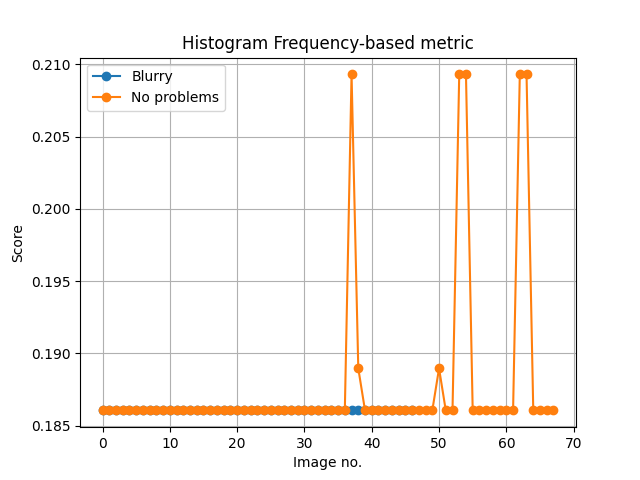 Histogram Frequency-based metric
Blurry
No problems
0.210
0.205
0.200
0.195
0.190
0.185
Score
0 10 20 30 40 50 60 70
Image no.